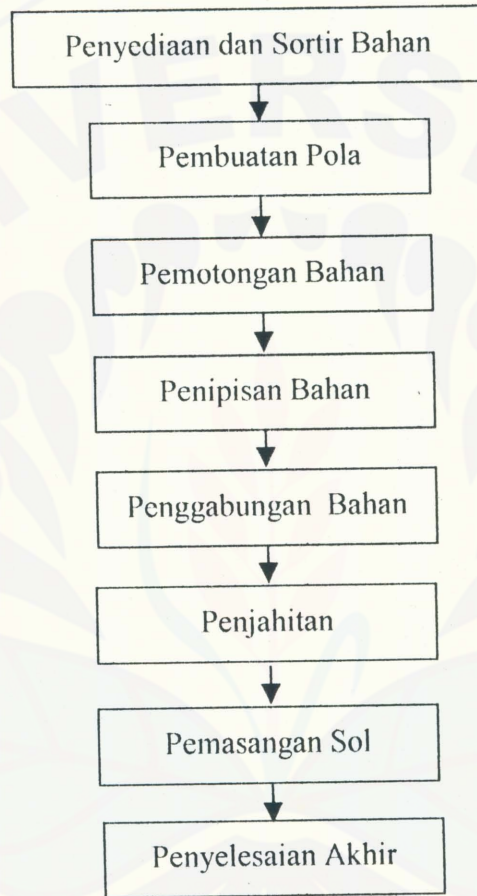 Penyediaan dan Sortir Bahan
Pembuatan Pola
Pemotongan Bahan
Penipisan Bahan
Penggabungan Bahan
Penjahitan
Pemasangan Sol
Penyelesaian Akhir